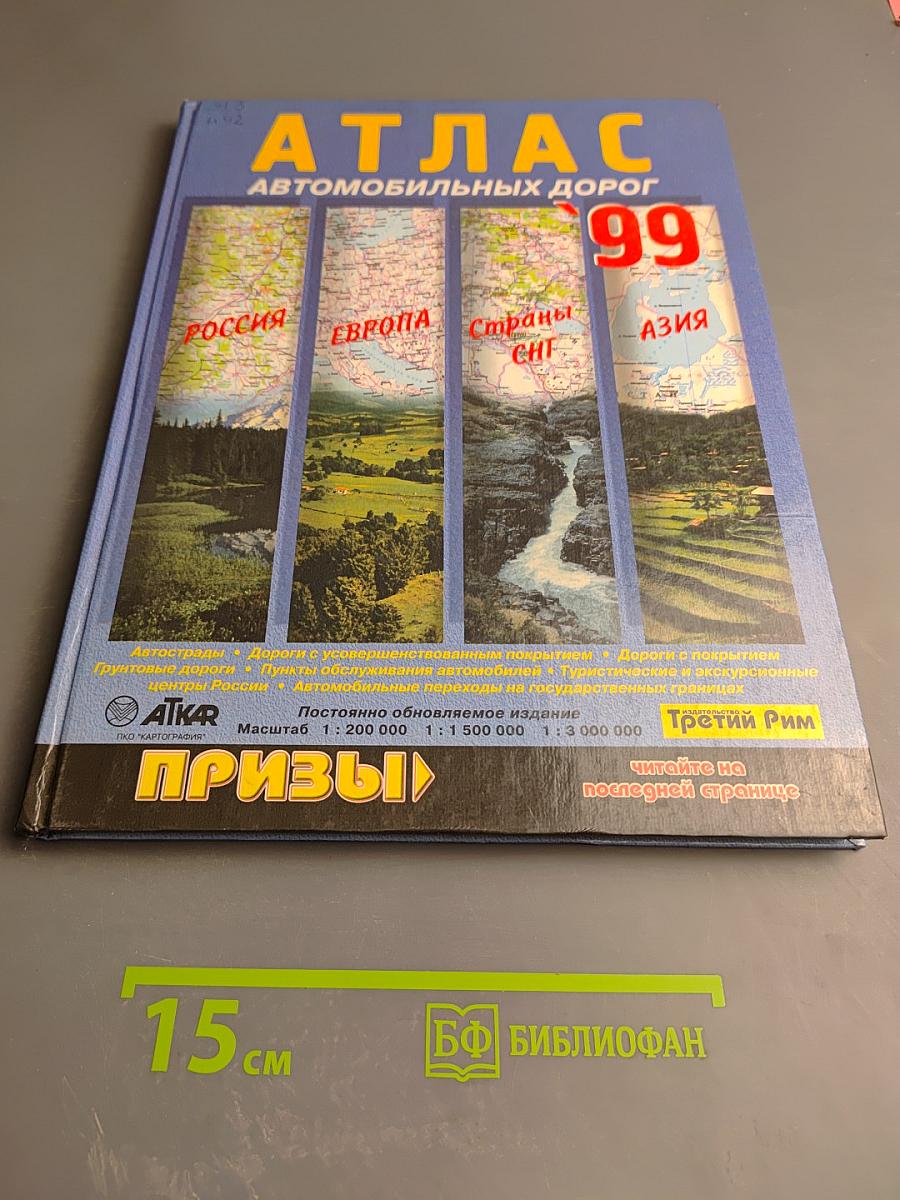 АТЛАС
АВТОМОБИЛЬНЫХ ДОРОГ
`99
РОССИЯ
ЕВРОПА
Страны
СНГ
АЗИЯ
Автострады • Дороги с усовершенствованным покрытием • Дороги с покрытием
Грунтовые дороги • Пункты обслуживания автомобилей • Туристические и экскурсионные
центры России • Автомобильные переходы на государственных границах
АТКАR
ПКО "КАРТОГРАФИЯ"
Постоянно обновляемое издание
Масштаб 1 : 200 000 1 : 1 500 000 1 : 3 000 000
издательство
Третий Рим
ПРИЗЫ
читайте на
последней странице
15 см
БФ БИБЛИОФАН